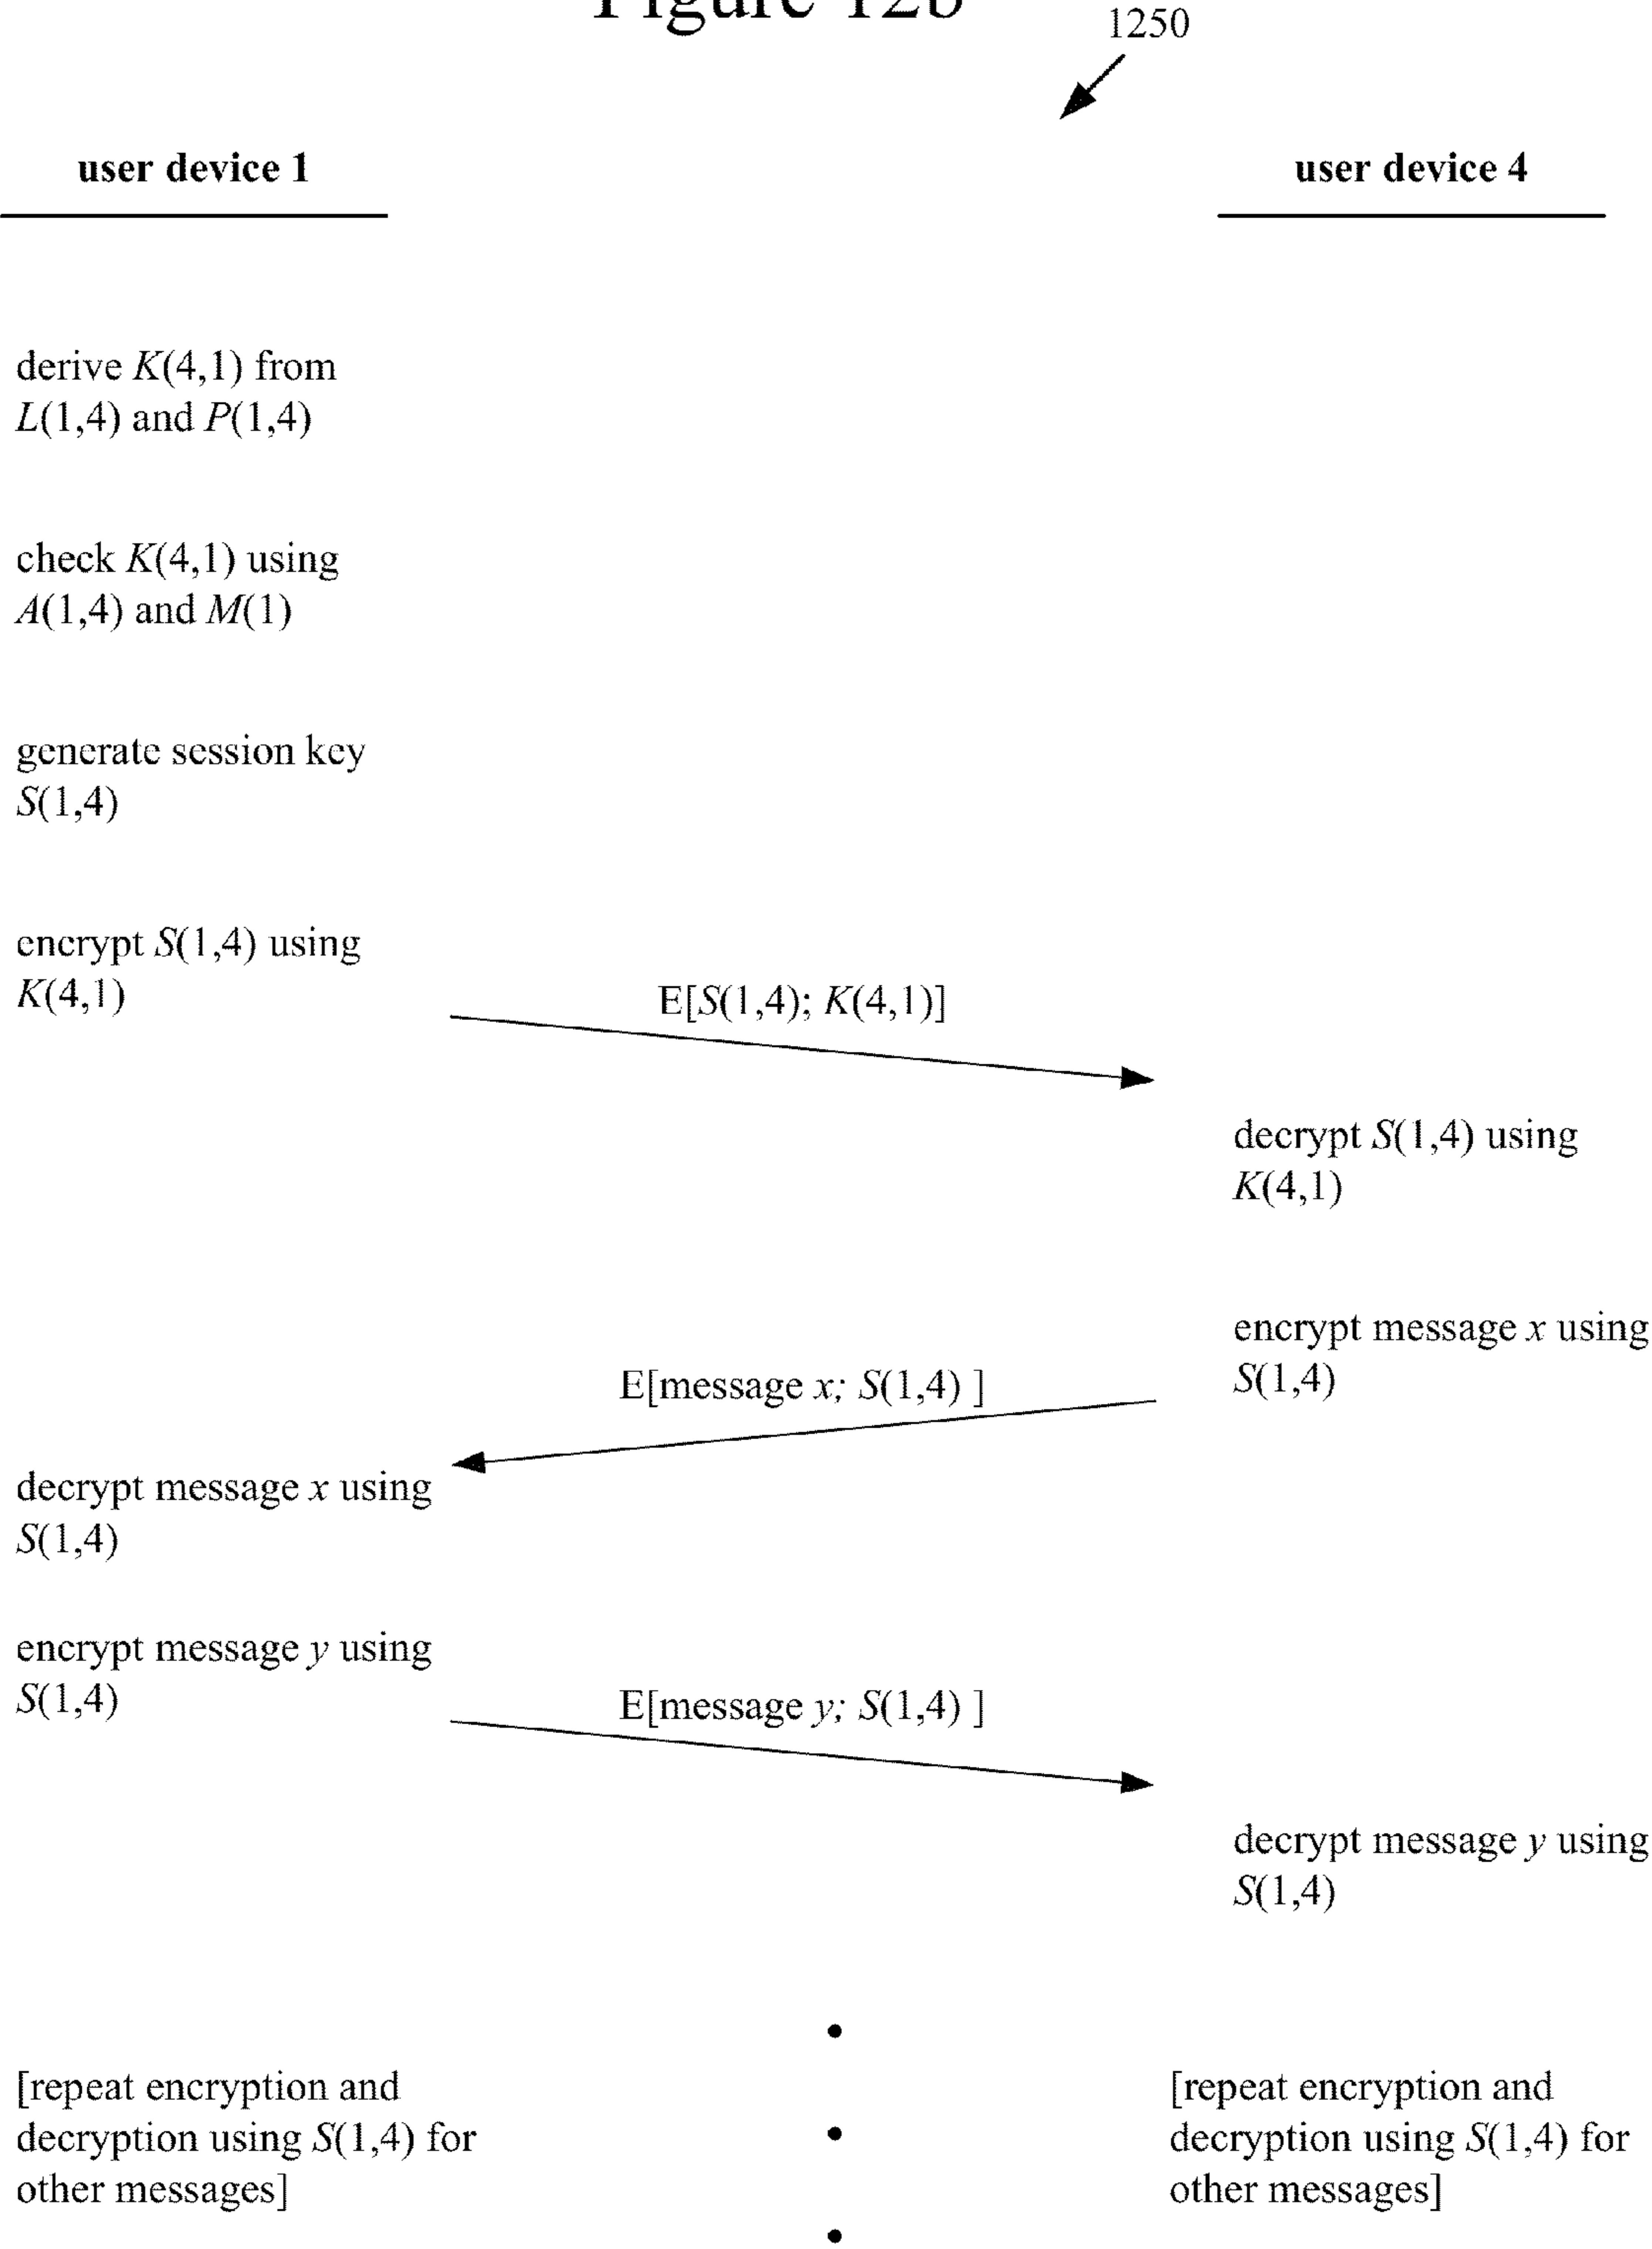 Figure 12b
1250
user device 1
user device 4
derive K(4,1) from
L(1,4) and P(1,4)
check K(4,1) using
A(1,4) and M(1)
generate session key
S(1,4)
encrypt S(1,4) using
K(4,1)
E[S(1,4); K(4,1)]
decrypt S(1,4) using
K(4,1)
encrypt message x using
S(1,4)
E[message x; S(1,4) ]
decrypt message x using
S(1,4)
encrypt message y using
S(1,4)
E[message y; S(1,4) ]
decrypt message y using
S(1,4)
[repeat encryption and
decryption using S(1,4) for
other messages]
[repeat encryption and
decryption using S(1,4) for
other messages]